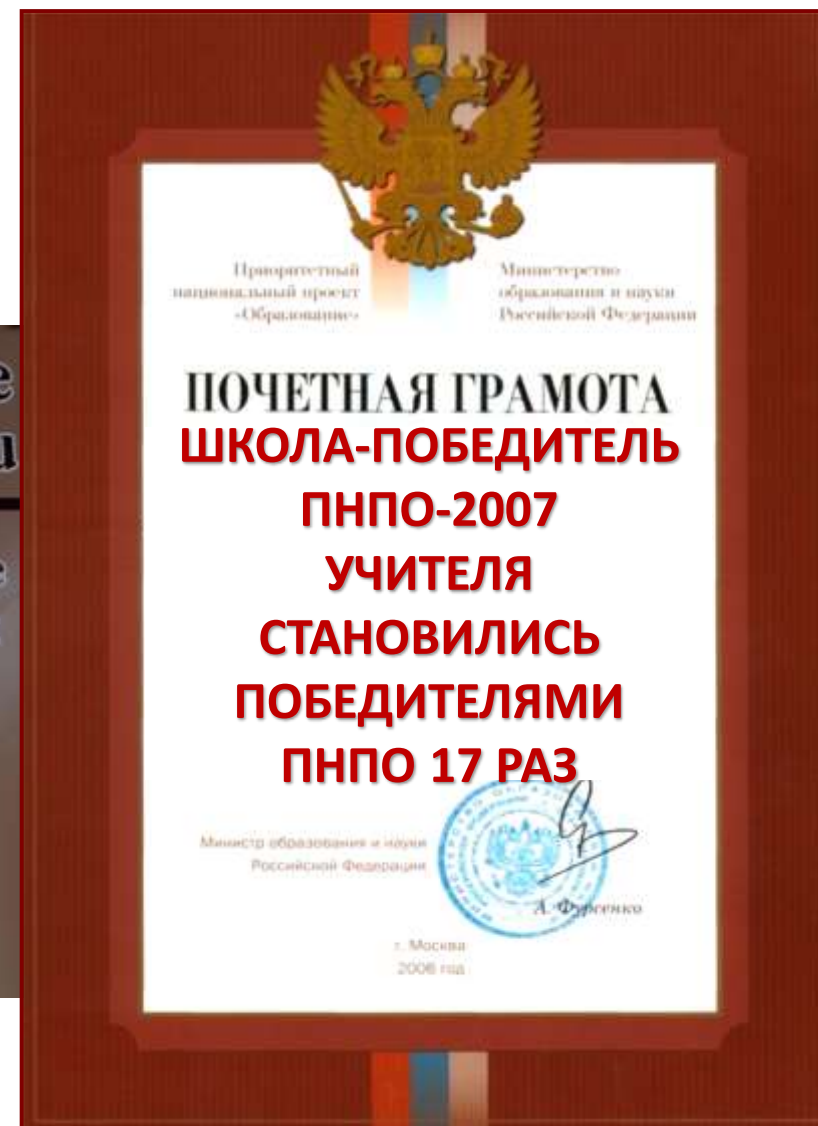 Приоритетный
национальный проект
«Образование»
Министерство
образования и науки
Российской Федерации
ПОЧЕТНАЯ ГРАМОТА
ШКОЛА-ПОБЕДИТЕЛЬ
ПНПО-2007
УЧИТЕЛЯ
СТАНОВИЛИСЬ
ПОБЕДИТЕЛЯМИ
ПНПО 17 РАЗ
Министр образования и науки
Российской Федерации
А. Фурсенко
г. Москва
2006 год